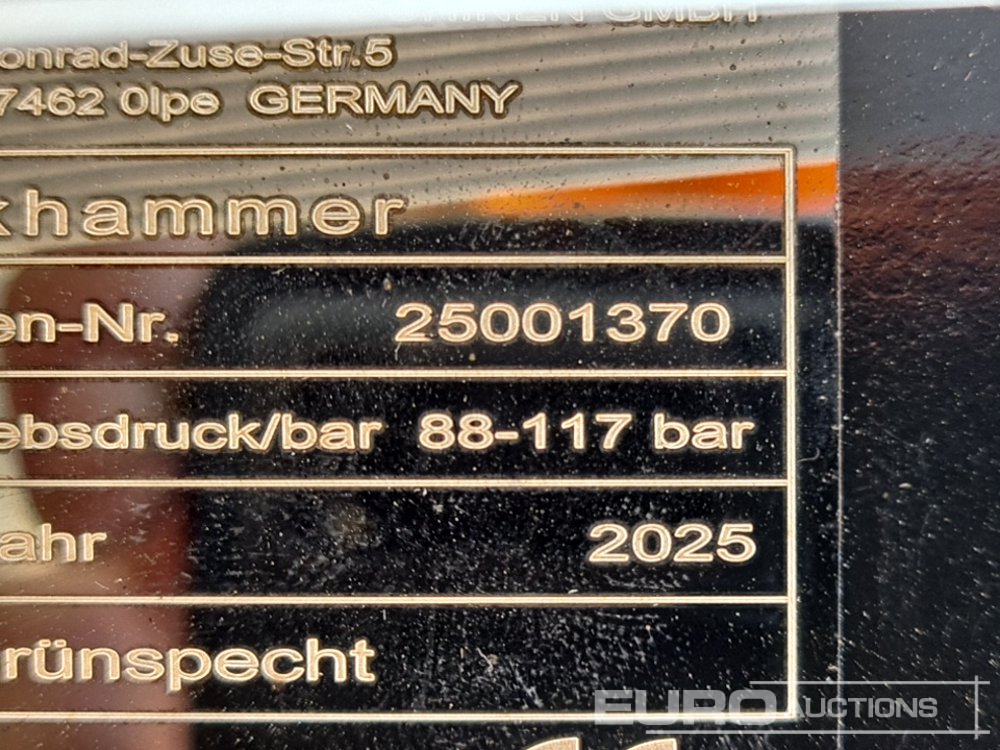 GMBH
onrad-Zuse-Str.5
7462 Olpe GERMANY
khammer
en-Nr. 25001370
ebsdruck/bar 88-117 bar
ahr 2025
rünspecht
EURO AUCTIONS